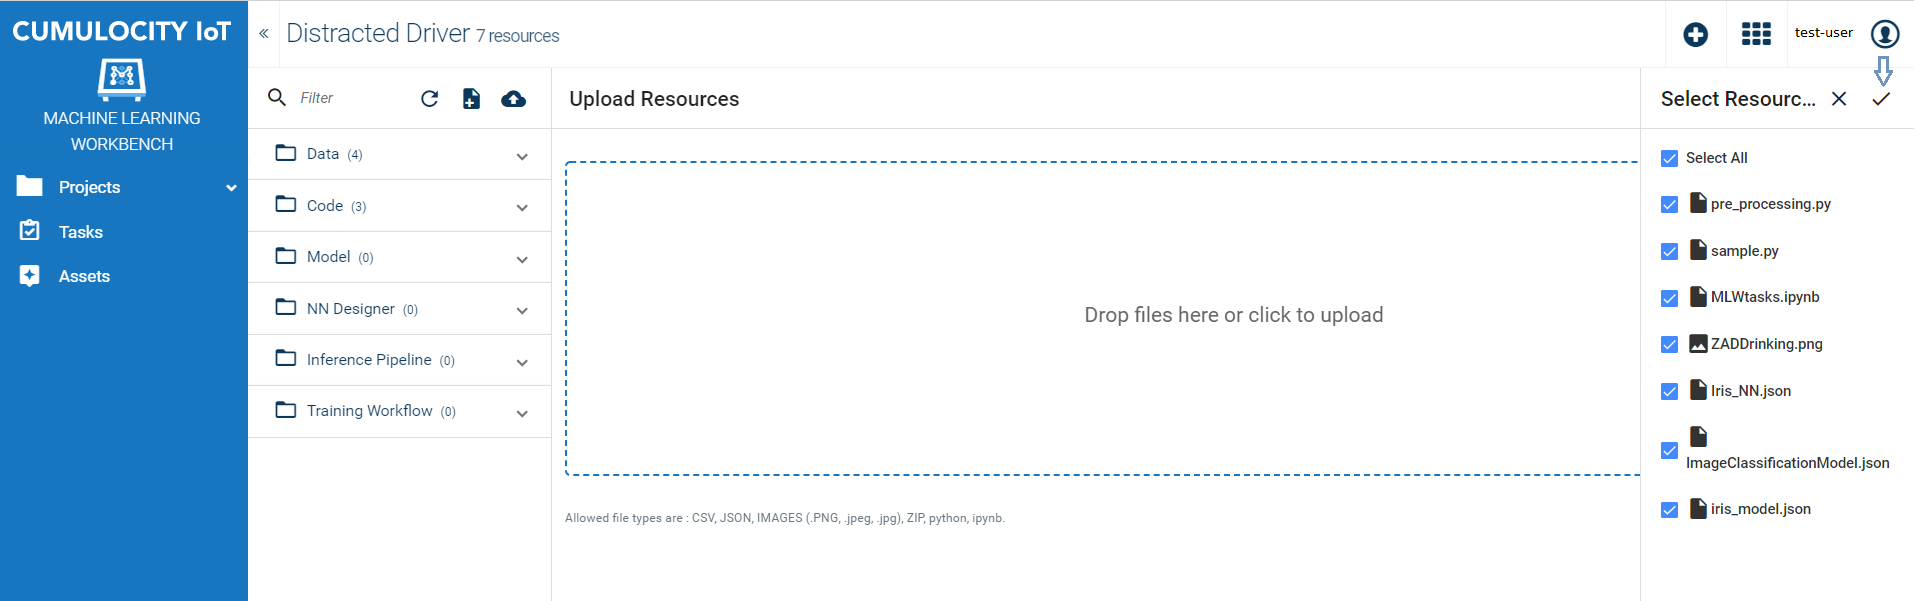 CUMULOCITY IoT
MACHINE LEARNING
WORKBENCH
Projects
Tasks
Assets
« Distracted Driver 7 resources
test-user
Filter
Data (4)
Code (3)
Model (0)
NN Designer (0)
Inference Pipeline (0)
Training Workflow (0)
Upload Resources
Drop files here or click to upload
Allowed file types are : CSV, JSON, IMAGES (.PNG, .jpeg, .jpg), ZIP, python, ipynb.
Select Resourc...
Select All
pre_processing.py
sample.py
MLWtasks.ipynb
ZADDrinking.png
Iris_NN.json
ImageClassificationModel.json
iris_model.json